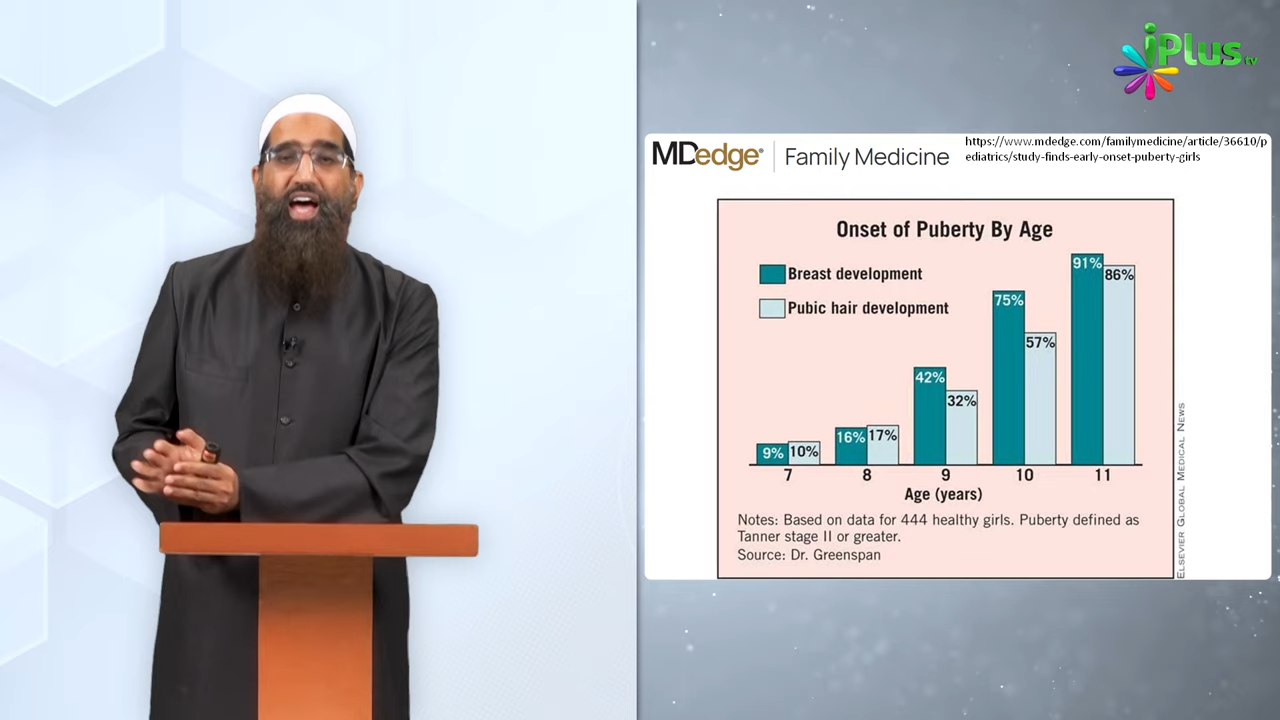 iPlus tv
MDedge® Family Medicine
https://www.mdedge.com/familymedicine/article/36610/p
ediatrics/study-finds-early-onset-puberty-girls
Onset of Puberty By Age
Breast development
Pubic hair development
9% 10% 16% 17% 42% 32% 75% 57% 91% 86%
7 8 9 10 11
Age (years)
Notes: Based on data for 444 healthy girls. Puberty defined as
Tanner stage II or greater.
Source: Dr. Greenspan
ELSEVIER GLOBAL MEDICAL NEWS